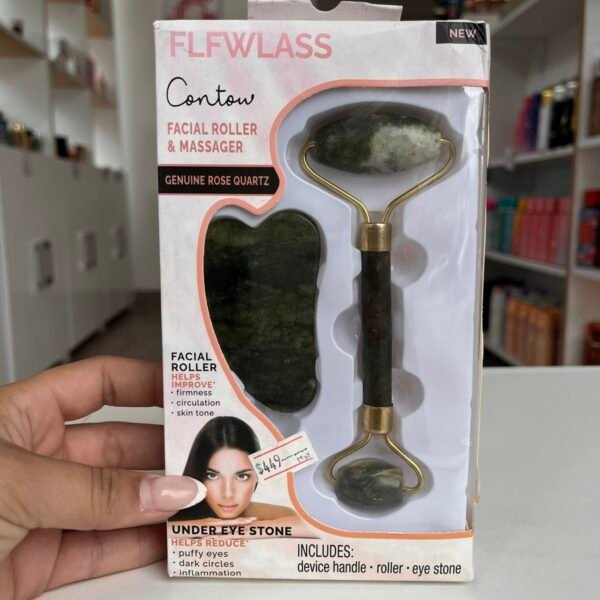 FLFWLASS
NEW
Contow
FACIAL ROLLER
& MASSAGER
GENUINE ROSE QUARTZ
FACIAL
ROLLER
HELPS
IMPROVE*
· firmness
· circulation
· skin tone
$449
UNDER EYE STONE
HELPS REDUCE*
· puffy eyes
· dark circles
· inflammation
INCLUDES:
device handle · roller · eye stone